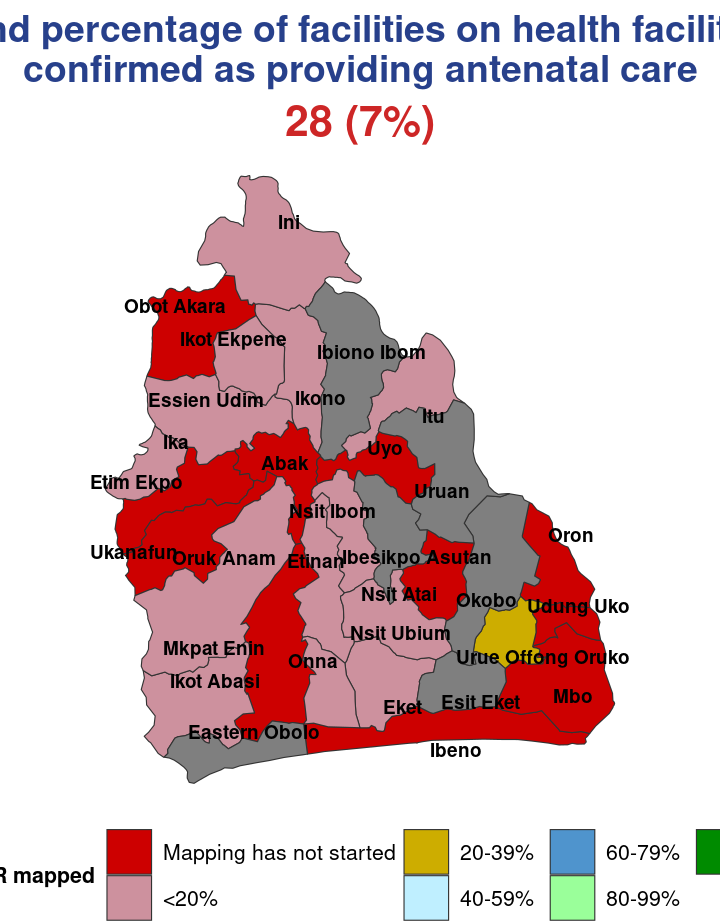 nd percentage of facilities on health facilit
confirmed as providing antenatal care
28 (7%)
Ini
Obot Akara
Ikot Ekpene
Ibiono Ibom
Essien Udim
Ikono
Itu
Ika
Uyo
Abak
Etim Ekpo
Uruan
Nsit Ibom
Oron
Ukanafun
Oruk Anam
Etinan
Ibesikpo Asutan
Nsit Atai
Okobo
Udung Uko
Nsit Ubium
Mkpat Enin
Onna
Urue Offong Oruko
Ikot Abasi
Eket
Esit Eket
Mbo
Eastern Obolo
Ibeno
R mapped
Mapping has not started
<20%
20-39%
40-59%
60-79%
80-99%